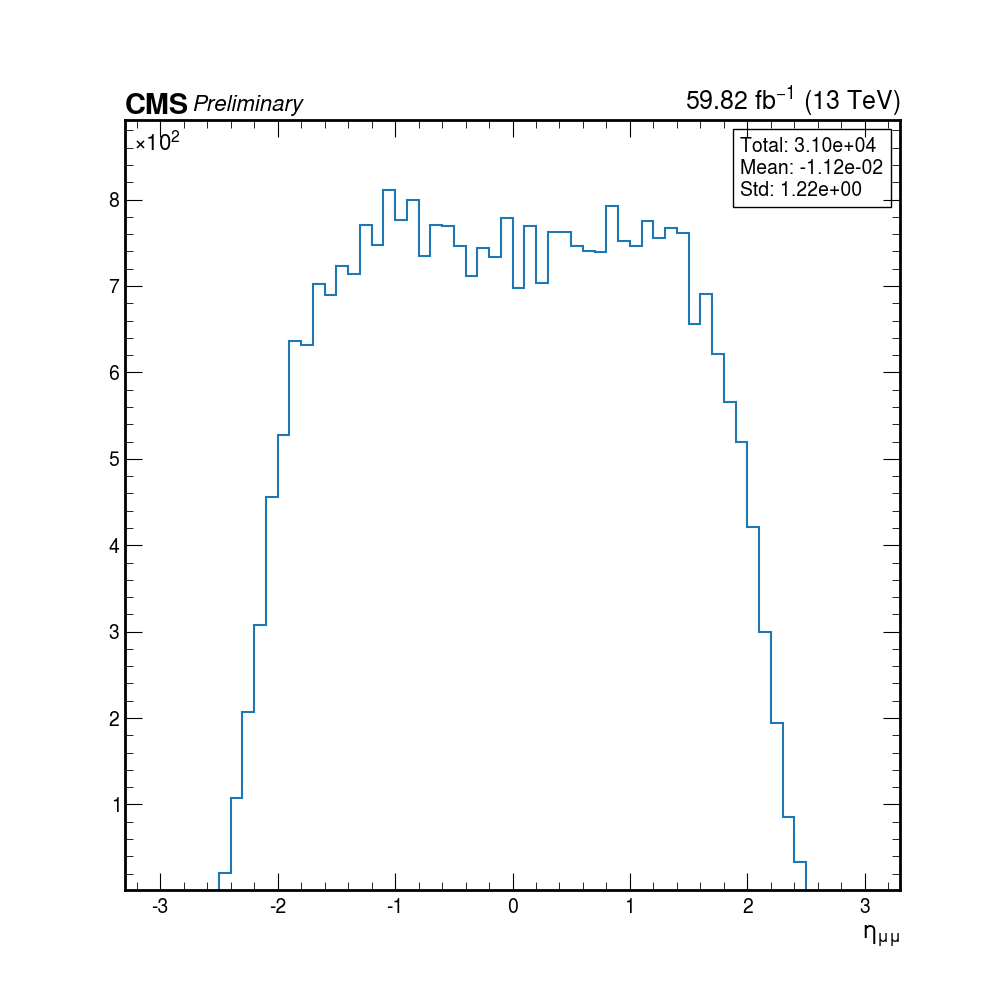 CMS Preliminary
59.82 fb⁻¹ (13 TeV)
×10²
Total: 3.10e+04
Mean: -1.12e-02
Std: 1.22e+00
8
7
6
5
4
3
2
1
-3 -2 -1 0 1 2 3
ημμ